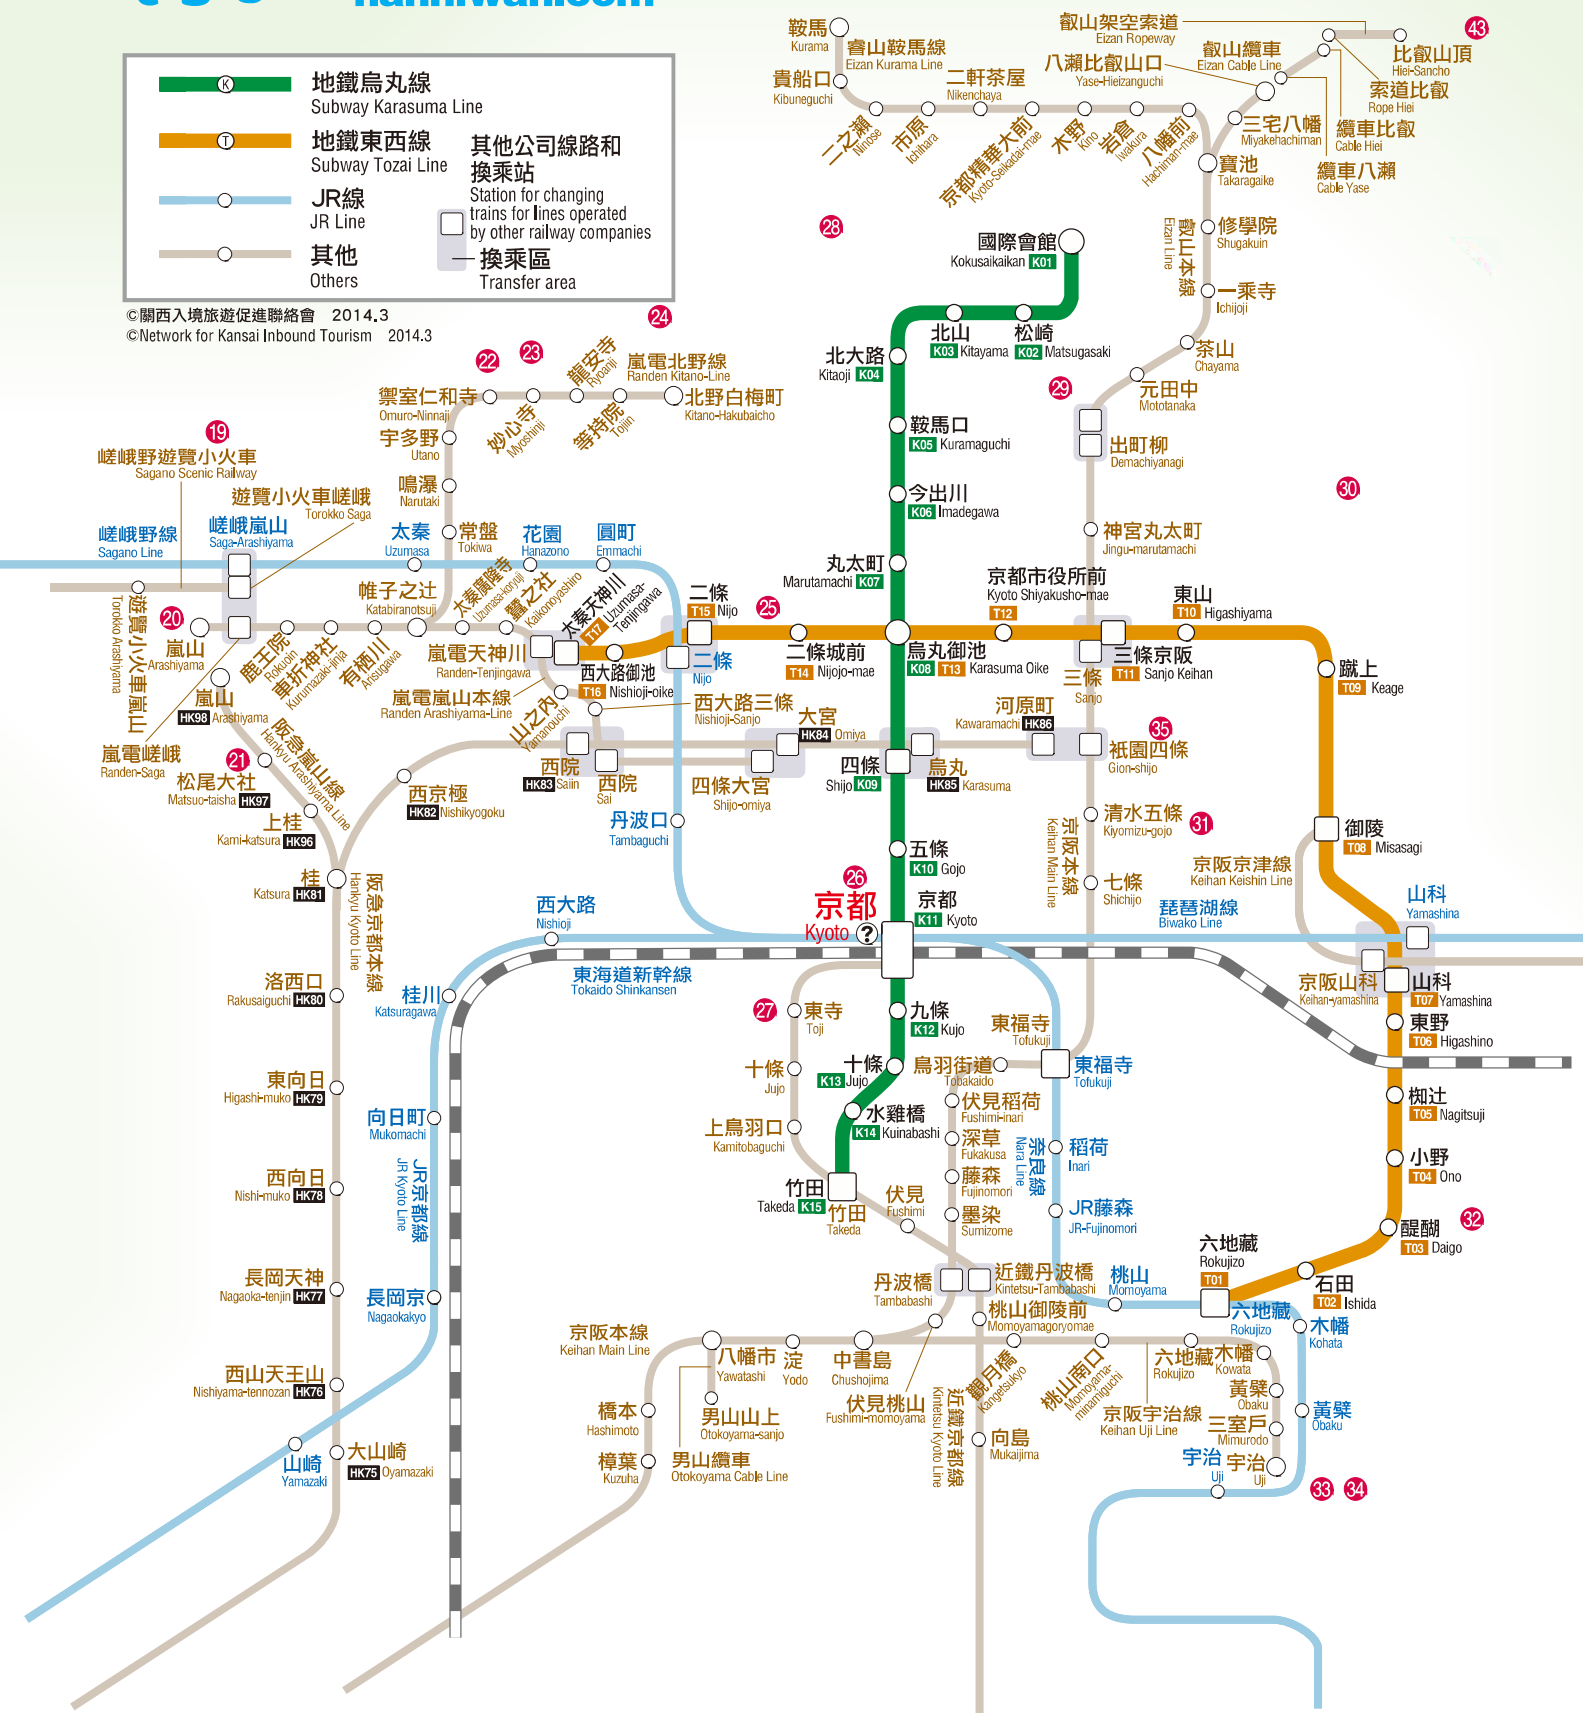 K
地鐵烏丸線
Subway Karasuma Line
T
地鐵東西線
Subway Tozai Line
JR線
JR Line
其他
Others
其他公司線路和
換乘站
Station for changing
trains for lines operated
by other railway companies
換乘區
Transfer area
©關西入境旅遊促進聯絡會 2014.3
©Network for Kansai Inbound Tourism 2014.3
鞍馬
Kurama
睿山鞍馬線
Eizan Kurama Line
貴船口
Kibuneguchi
二之瀨
Ninose
市原
Ichihara
二軒茶屋
Nikenchaya
京都精華大前
Kyoto-Seikadai-mae
木野
Kino
岩倉
Iwakura
八幡前
Hachiman-mae
八瀨比叡山口
Yase-Hieizanguchi
叡山架空索道
Eizan Ropeway
叡山纜車
Eizan Cable Line
43
比叡山頂
Hiei-Sancho
索道比叡
Rope Hiei
纜車比叡
Cable Hiei
纜車八瀨
Cable Yase
三宅八幡
Miyakehachiman
寶池
Takaragaike
修學院
Shugakuin
叡山本線
Eizan Line
一乘寺
Ichijoji
茶山
Chayama
元田中
Mototanaka
出町柳
Demachiyanagi
28
29
30
國際會館
Kokusaikaikan K01
松崎
K02 Matsugasaki
北山
K03 Kitayama
北大路
Kitaoji K04
鞍馬口
K05 Kuramaguchi
今出川
K06 Imadegawa
丸太町
Marutamachi K07
神宮丸太町
Jingu-marutamachi
24
23
22
龍安寺
Ryoanji
嵐電北野線
Randen Kitano-Line
北野白梅町
Kitano-Hakubaicho
等持院
Tojiin
妙心寺
Myoshinji
禦室仁和寺
Omuro-Ninnaji
宇多野
Utano
鳴瀑
Narutaki
常盤
Tokiwa
19
嵯峨野遊覽小火車
Sagano Scenic Railway
遊覽小火車嵯峨
Torokko Saga
嵯峨野線
Sagano Line
嵯峨嵐山
Saga-Arashiyama
太秦
Uzumasa
花園
Hanazono
圓町
Emmachi
遊覽小火車嵐山
Torokko Arashiyama
20
嵐山
Arashiyama
鹿王院
Rokuoin
車折神社
Kurumazaki-jinja
有栖川
Arisugawa
帷子之辻
Katabiranotsuji
太秦廣隆寺
Uzumasa-koryuji
蠶之社
Kaikonoyashiro
嵐電天神川
Randen-Tenjingawa
太秦天神川
T17 Uzumasa-
Tenjingawa
嵐電嵐山本線
Randen Arashiyama-Line
嵐電嵯峨
Randen-Saga
西大路御池
T16 Nishioji-oike
二條
T15 Nijo
二條
Nijo
25
二條城前
T14 Nijojo-mae
烏丸御池
K08 T13 Karasuma Oike
京都市役所前
Kyoto Shiyakusho-mae
T12
三條京阪
T11 Sanjo Keihan
三條
Sanjo
東山
T10 Higashiyama
蹴上
T09 Keage
御陵
T08 Misasagi
嵐山
HK98 Arashiyama
阪急嵐山線
Hankyu Arashiyama Line
21
松尾大社
Matsuo-taisha HK97
上桂
Kami-katsura HK96
桂
Katsura HK81
西京極
HK82 Nishikyogoku
山之內
Yamanouchi
西大路三條
Nishioji-Sanjo
西院
HK83 Saiin
西院
Sai
大宮
HK84 Omiya
四條大宮
Shijo-omiya
四條
Shijo K09
烏丸
HK85 Karasuma
河原町
Kawaramachi HK86
35
衹園四條
Gion-shijo
丹波口
Tambaguchi
清水五條
Kiyomizu-gojo
31
京阪本線
Keihan Main Line
七條
Shichijo
五條
K10 Gojo
26
京都
Kyoto ?
京都
K11 Kyoto
西大路
Nishioji
東海道新幹線
Tokaido Shinkansen
琵琶湖線
Biwako Line
京阪京津線
Keihan Keishin Line
山科
Yamashina
京阪山科
Keihan-yamashina
山科
T07 Yamashina
東野
T06 Higashino
椥辻
T05 Nagitsuji
小野
T04 Ono
醍醐
T03 Daigo
32
石田
T02 Ishida
六地藏
Rokujizo
T01
六地藏
Rokujizo
阪急京都本線
Hankyu Kyoto Line
洛西口
Rakusaiguchi HK80
東向日
Higashi-muko HK79
西向日
Nishi-muko HK78
長岡天神
Nagaoka-tenjin HK77
西山天王山
Nishiyama-tennozan HK76
大山崎
HK75 Oyamazaki
桂川
Katsuragawa
向日町
Mukomachi
JR京都線
JR Kyoto Line
長岡京
Nagaokakyo
山崎
Yamazaki
27
東寺
Toji
十條
Jujo
上鳥羽口
Kamitobaguchi
九條
K12 Kujo
十條
K13 Jujo
水雞橋
K14 Kuinabashi
竹田
Takeda K15
竹田
Takeda
伏見
Fushimi
東福寺
Tofukuji
東福寺
Tofukuji
鳥羽街道
Tobakaido
伏見稻荷
Fushimi-inari
深草
Fukakusa
藤森
Fujinomori
墨染
Sumizome
奈良線
Nara Line
稻荷
Inari
JR藤森
JR-Fujinomori
桃山
Momoyama
丹波橋
Tambabashi
近鐵丹波橋
Kintetsu-Tambabashi
桃山御陵前
Momoyamagoryomae
京阪本線
Keihan Main Line
八幡市
Yawatashi
淀
Yodo
中書島
Chushojima
伏見桃山
Fushimi-momoyama
觀月橋
Kangetsukyo
桃山南口
Momoyama-
minamiguchi
六地藏
Rokujizo
木幡
Kowata
木幡
Kohata
黃檗
Obaku
黃檗
Obaku
三室戶
Mimurodo
京阪宇治線
Keihan Uji Line
宇治
Uji
宇治
Uji
33
34
橋本
Hashimoto
樟葉
Kuzuha
男山山上
Otokoyama-sanjo
男山纜車
Otokoyama Cable Line
近鐵京都線
Kintetsu Kyoto Line
向島
Mukaijima